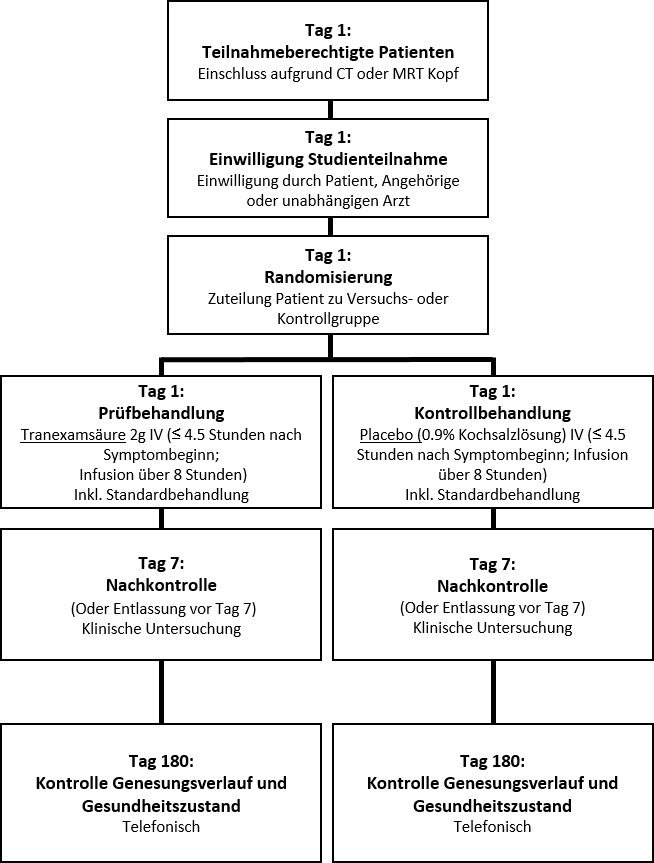 Tag 1:
Teilnahmeberechtigte Patienten
Einschluss aufgrund CT oder MRT Kopf
Tag 1:
Einwilligung Studienteilnahme
Einwilligung durch Patient, Angehörige
oder unabhängigen Arzt
Tag 1:
Randomisierung
Zuteilung Patient zu Versuchs- oder
Kontrollgruppe
Tag 1:
Prüfbehandlung
Tranexamsäure 2g IV (≤ 4.5 Stunden nach
Symptombeginn;
Infusion über 8 Stunden)
Inkl. Standardbehandlung
Tag 1:
Kontrollbehandlung
Placebo (0.9% Kochsalzlösung) IV (≤ 4.5
Stunden nach Symptombeginn; Infusion
über 8 Stunden)
Inkl. Standardbehandlung
Tag 7:
Nachkontrolle
(Oder Entlassung vor Tag 7)
Klinische Untersuchung
Tag 7:
Nachkontrolle
(Oder Entlassung vor Tag 7)
Klinische Untersuchung
Tag 180:
Kontrolle Genesungsverlauf und
Gesundheitszustand
Telefonisch
Tag 180:
Kontrolle Genesungsverlauf und
Gesundheitszustand
Telefonisch